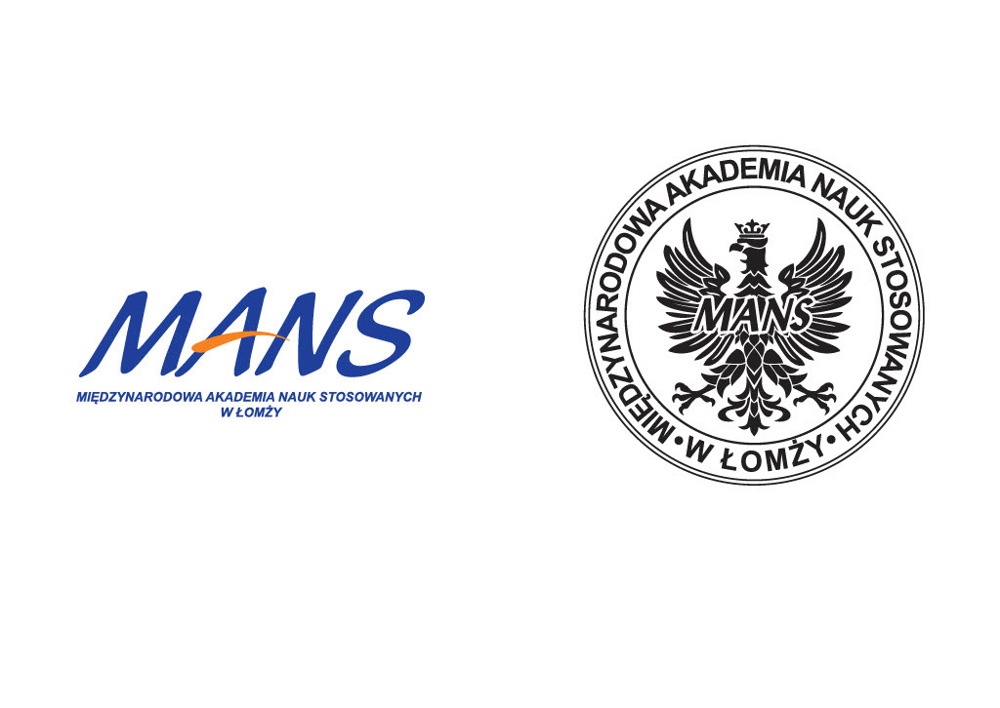 MANS
MIĘDZYNARODOWA AKADEMIA NAUK STOSOWANYCH
W ŁOMŻY
MIĘDZYNARODOWA AKADEMIA NAUK STOSOWANYCH
• W ŁOMŻY •
MANS